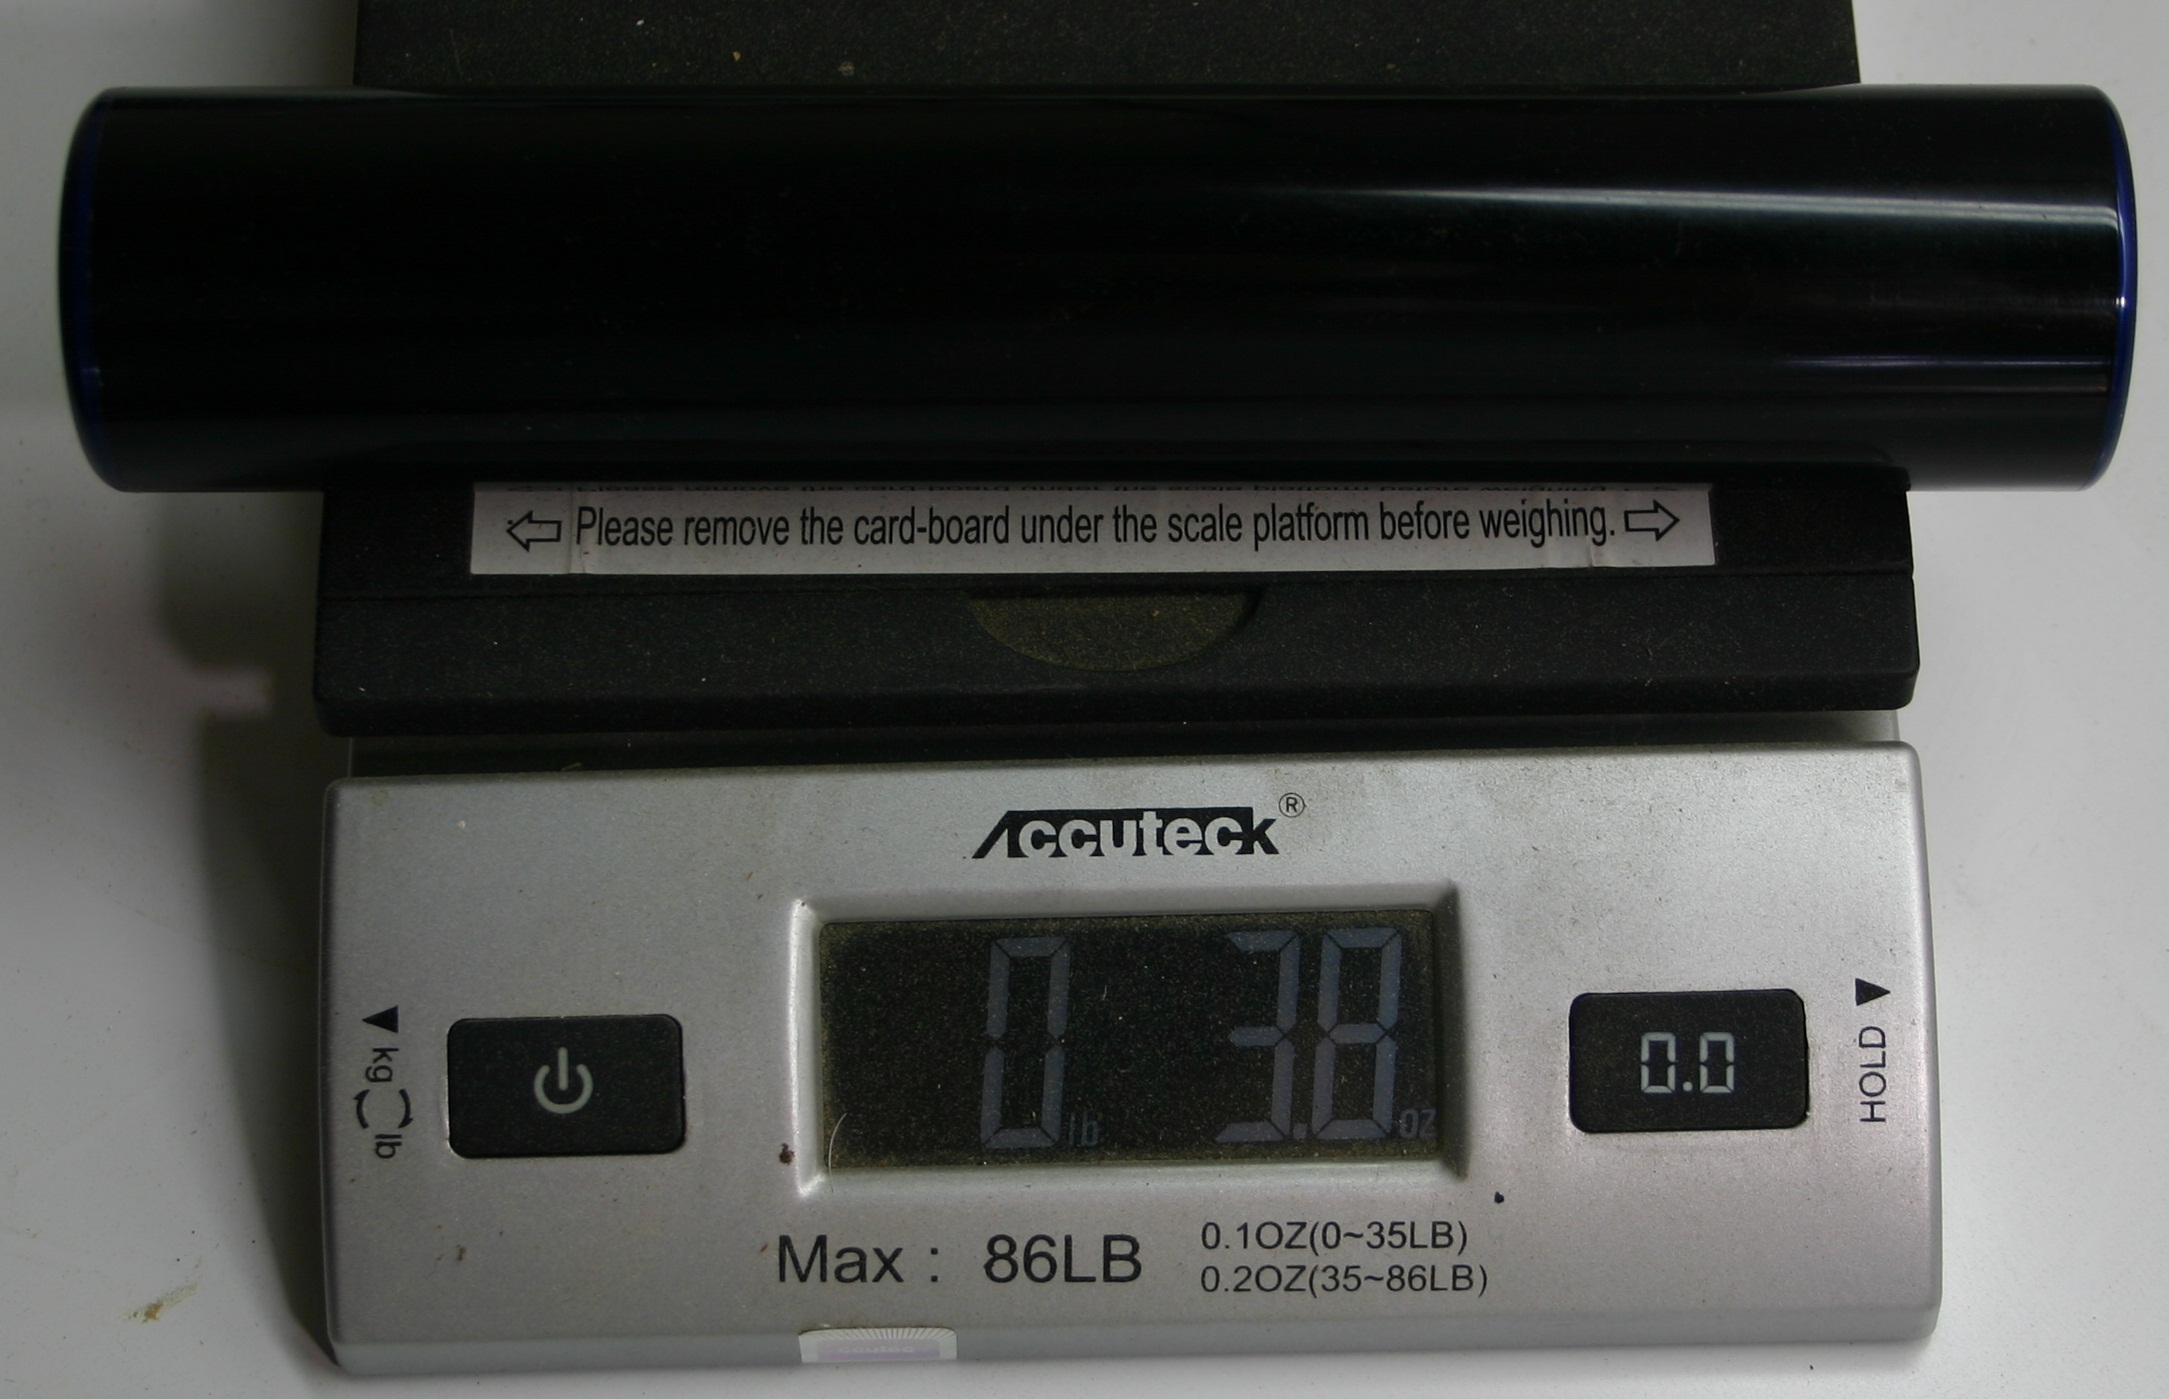 Please remove the card-board under the scale platform before weighing.
Accuteck®
0 lb 3.8 oz
kg lb
0.0
HOLD
Max : 86LB
0.1OZ(0~35LB)
0.2OZ(35~86LB)